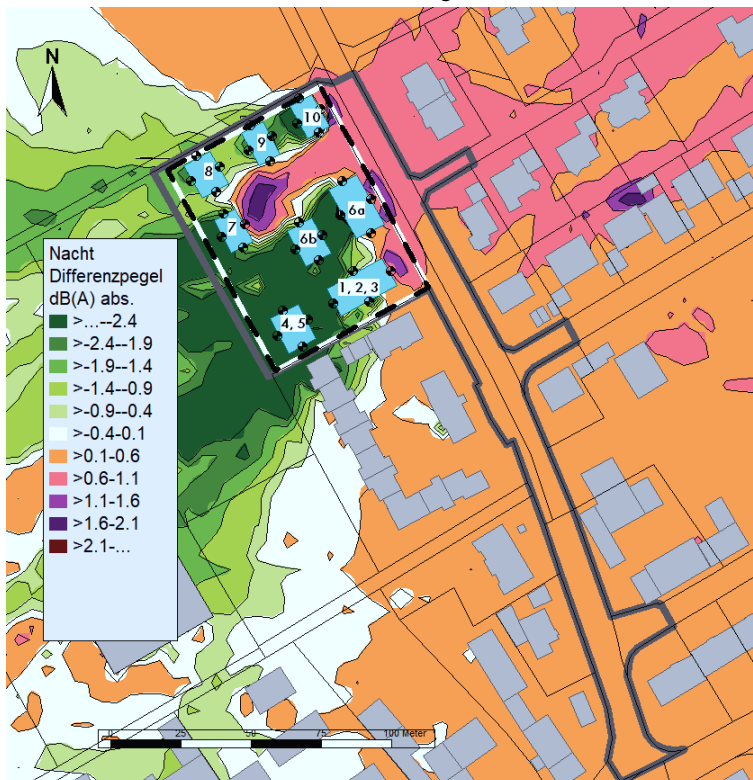 N
10
9
8
6a
7
6b
1, 2, 3
4, 5
Nacht
Differenzpegel
dB(A) abs.
>...--2.4
>-2.4--1.9
>-1.9--1.4
>-1.4--0.9
>-0.9--0.4
>-0.4-0.1
>0.1-0.6
>0.6-1.1
>1.1-1.6
>1.6-2.1
>2.1-...
0 25 50 75 100 Meter